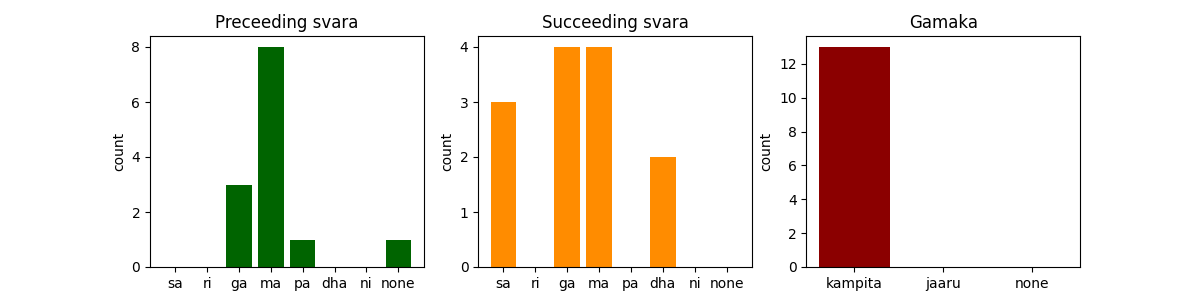 Preceeding svara
count
8
6
4
2
0
sa ri ga ma pa dha ni none
Succeeding svara
count
4
3
2
1
0
sa ri ga ma pa dha ni none
Gamaka
count
12
10
8
6
4
2
0
kampita jaaru none